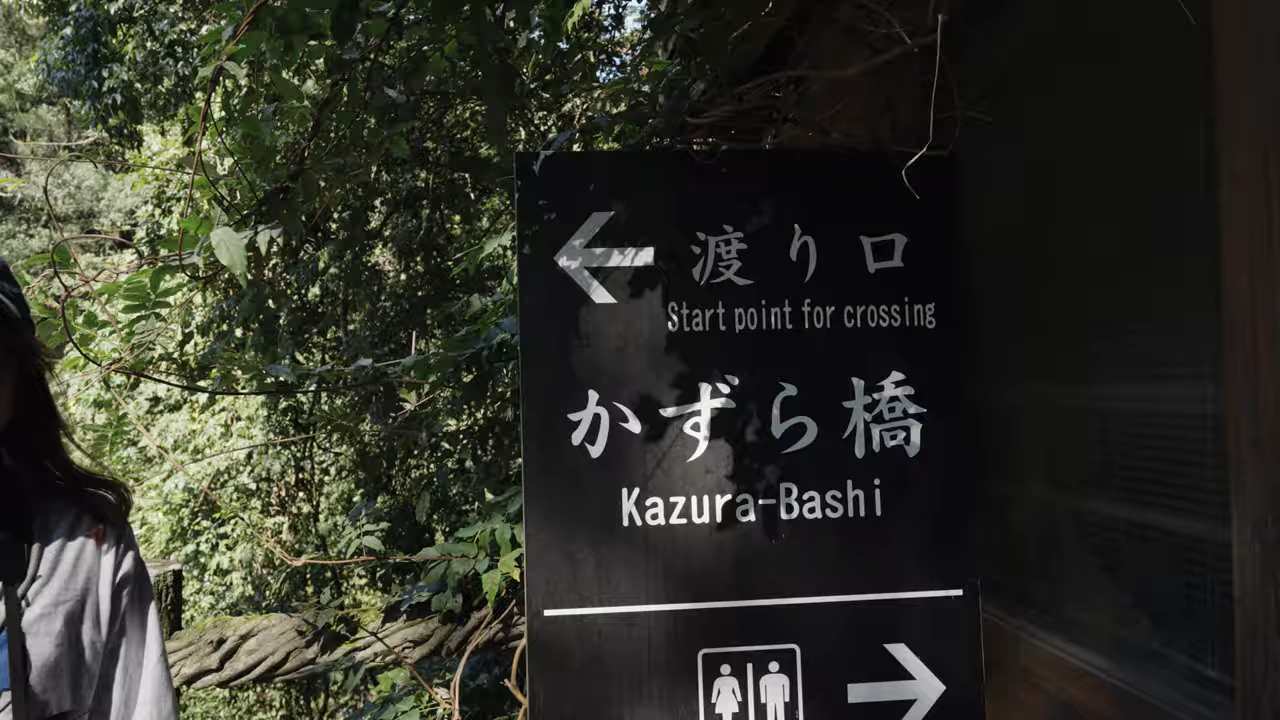 渡り口
Start point for crossing
かずら橋
Kazura-Bashi